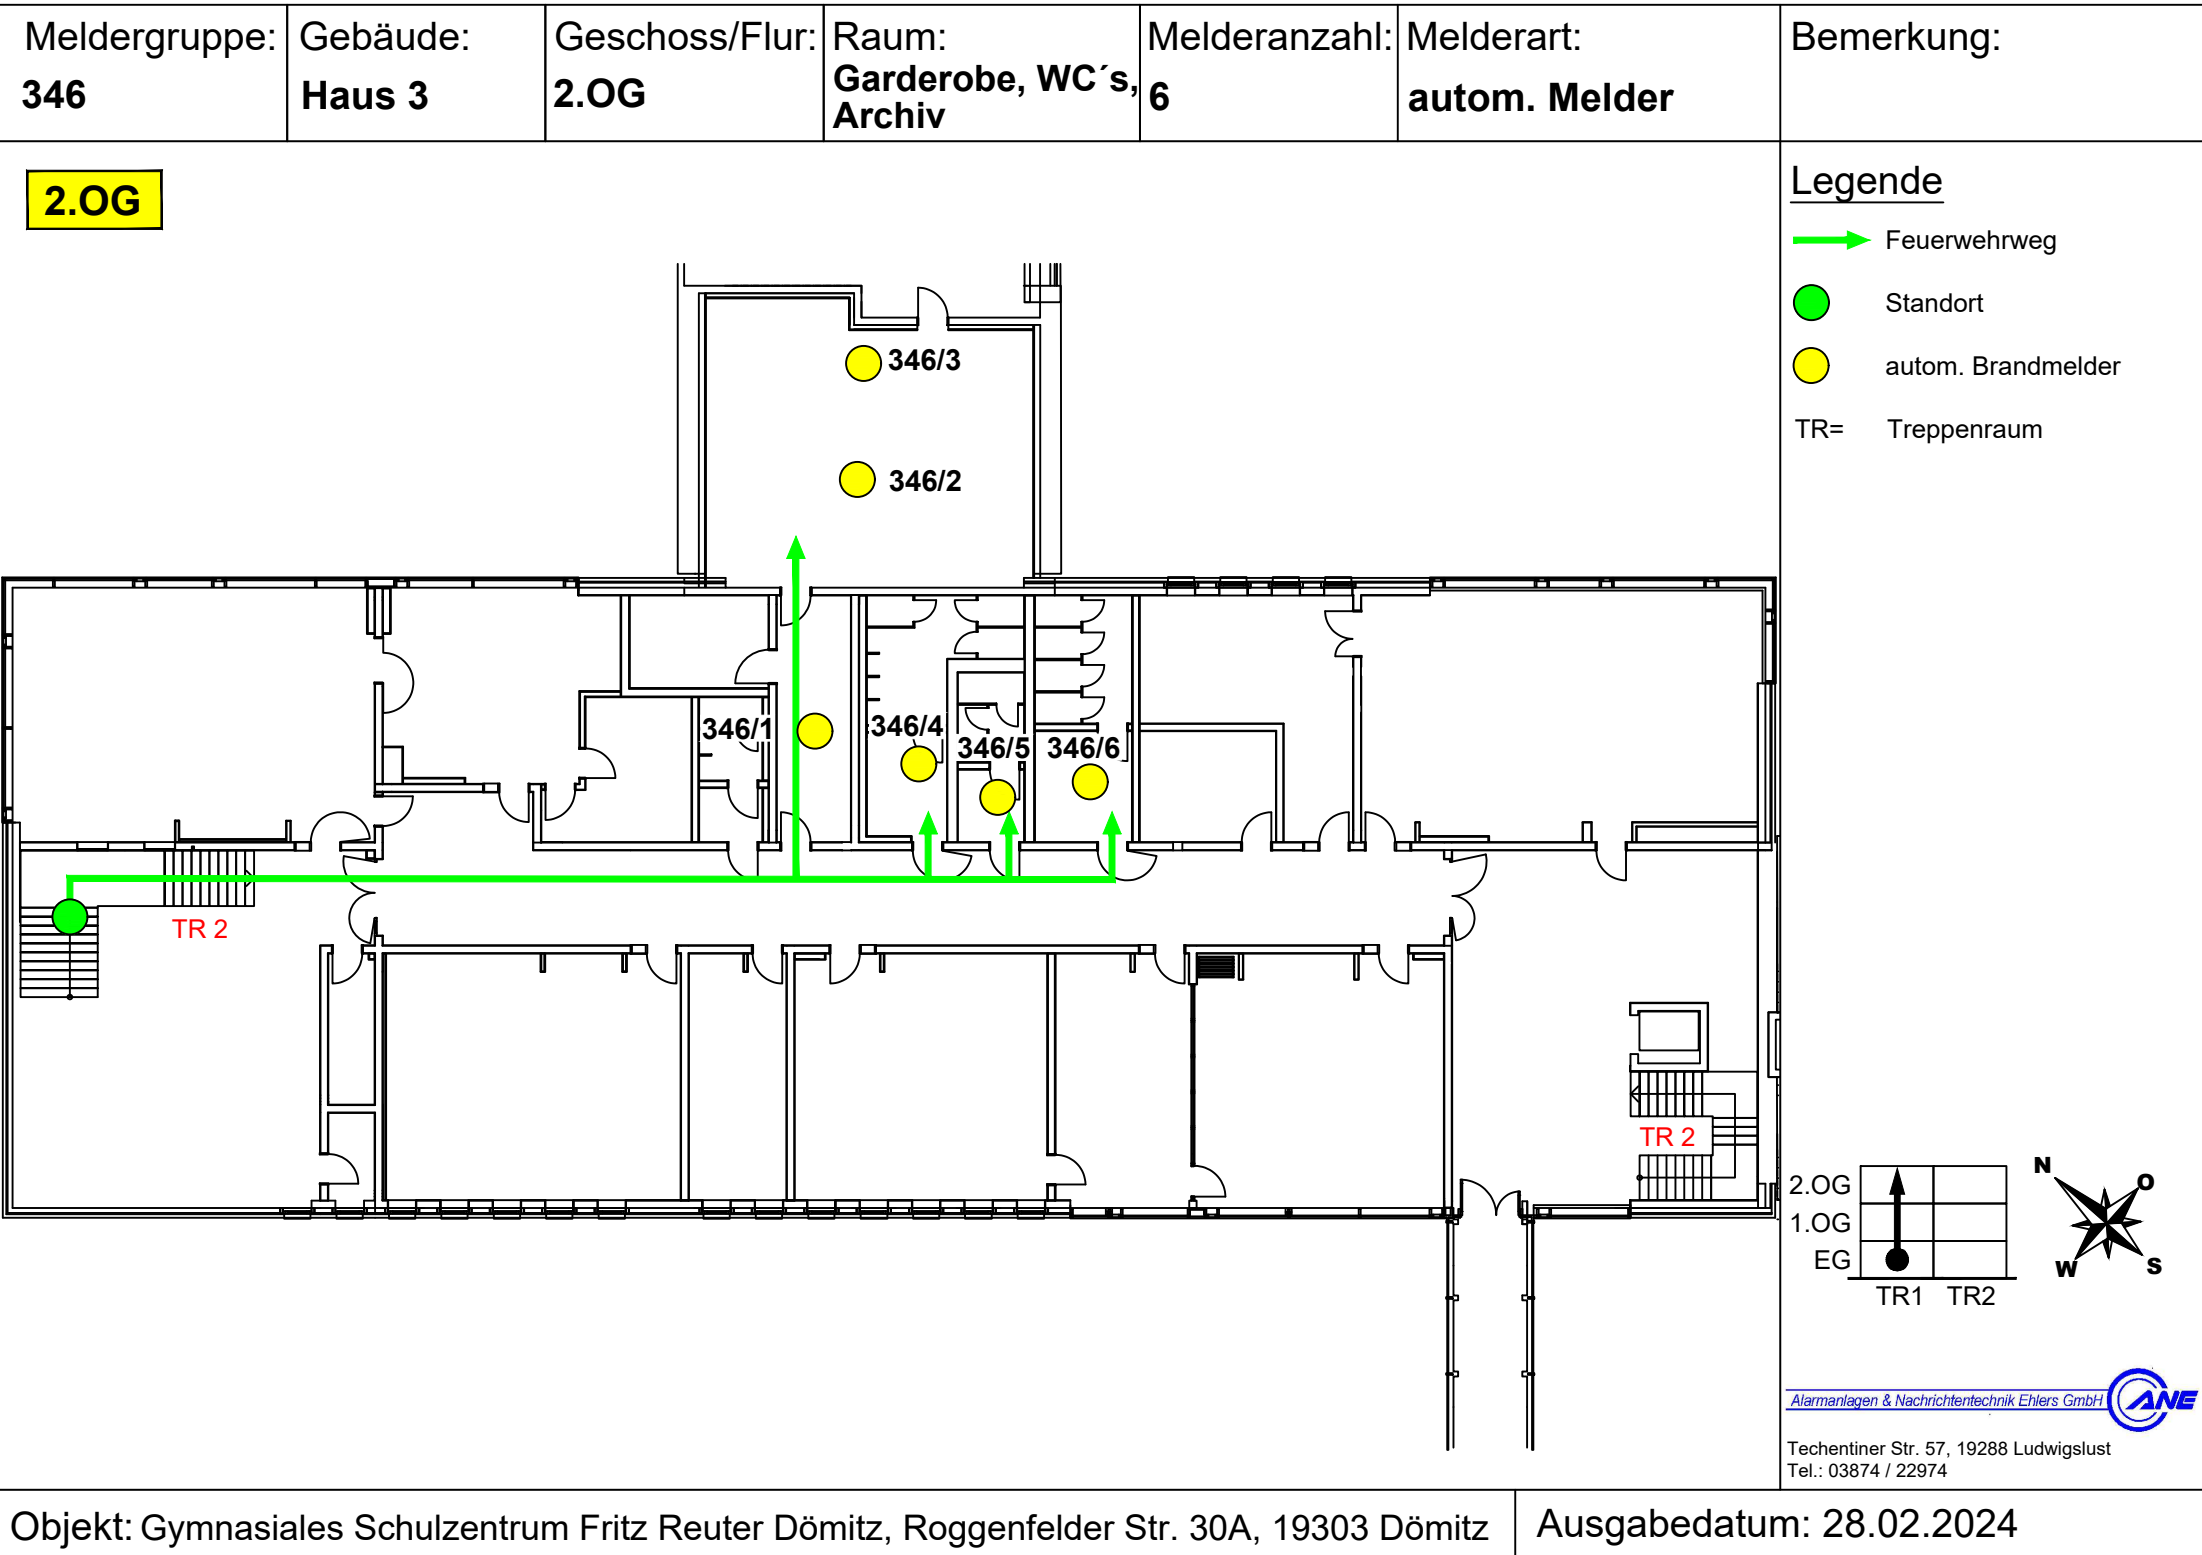 Meldergruppe:
346
Gebäude:
Haus 3
Geschoss/Flur:
2.OG
Raum:
Garderobe, WC´s,
Archiv
Melderanzahl:
6
Melderart:
autom. Melder
Bemerkung:
2.OG
Legende
Feuerwehrweg
Standort
autom. Brandmelder
TR= Treppenraum
346/3
346/2
346/1
346/4
346/5
346/6
TR 2
TR 2
2.OG
1.OG
EG
TR1 TR2
N
O
W
S
Alarmanlagen & Nachrichtentechnik Ehlers GmbH
ANE
Techentiner Str. 57, 19288 Ludwigslust
Tel.: 03874 / 22974
Objekt: Gymnasiales Schulzentrum Fritz Reuter Dömitz, Roggenfelder Str. 30A, 19303 Dömitz
Ausgabedatum: 28.02.2024